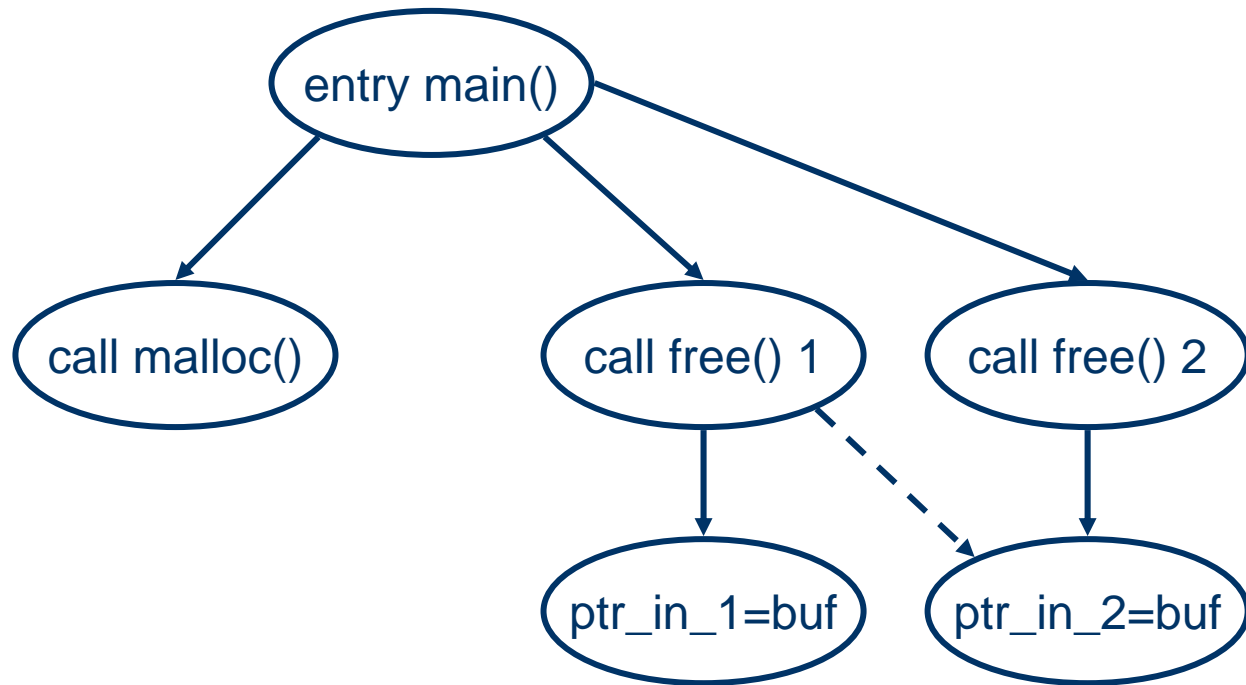 entry main()
call malloc()
call free() 1
call free() 2
ptr_in_1=buf
ptr_in_2=buf